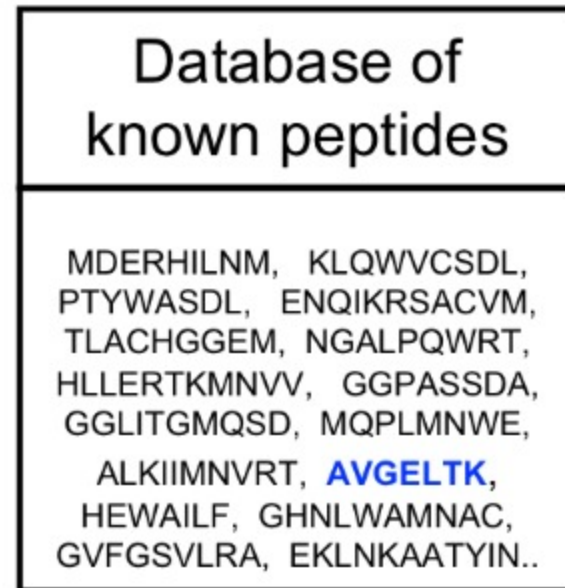 Database of
known peptides
MDERHILNM, KLQWVCSDL,
PTYWASDL, ENQIKRSACVM,
TLACHGGEM, NGALPQWRT,
HLLERTKMNVV, GGPASSDA,
GGLITGMQSD, MQPLMNWE,
ALKIIMNVRT, AVGELTK,
HEWAILF, GHNLWAMNAC,
GVFGSVLRA, EKLNKAATYIN..